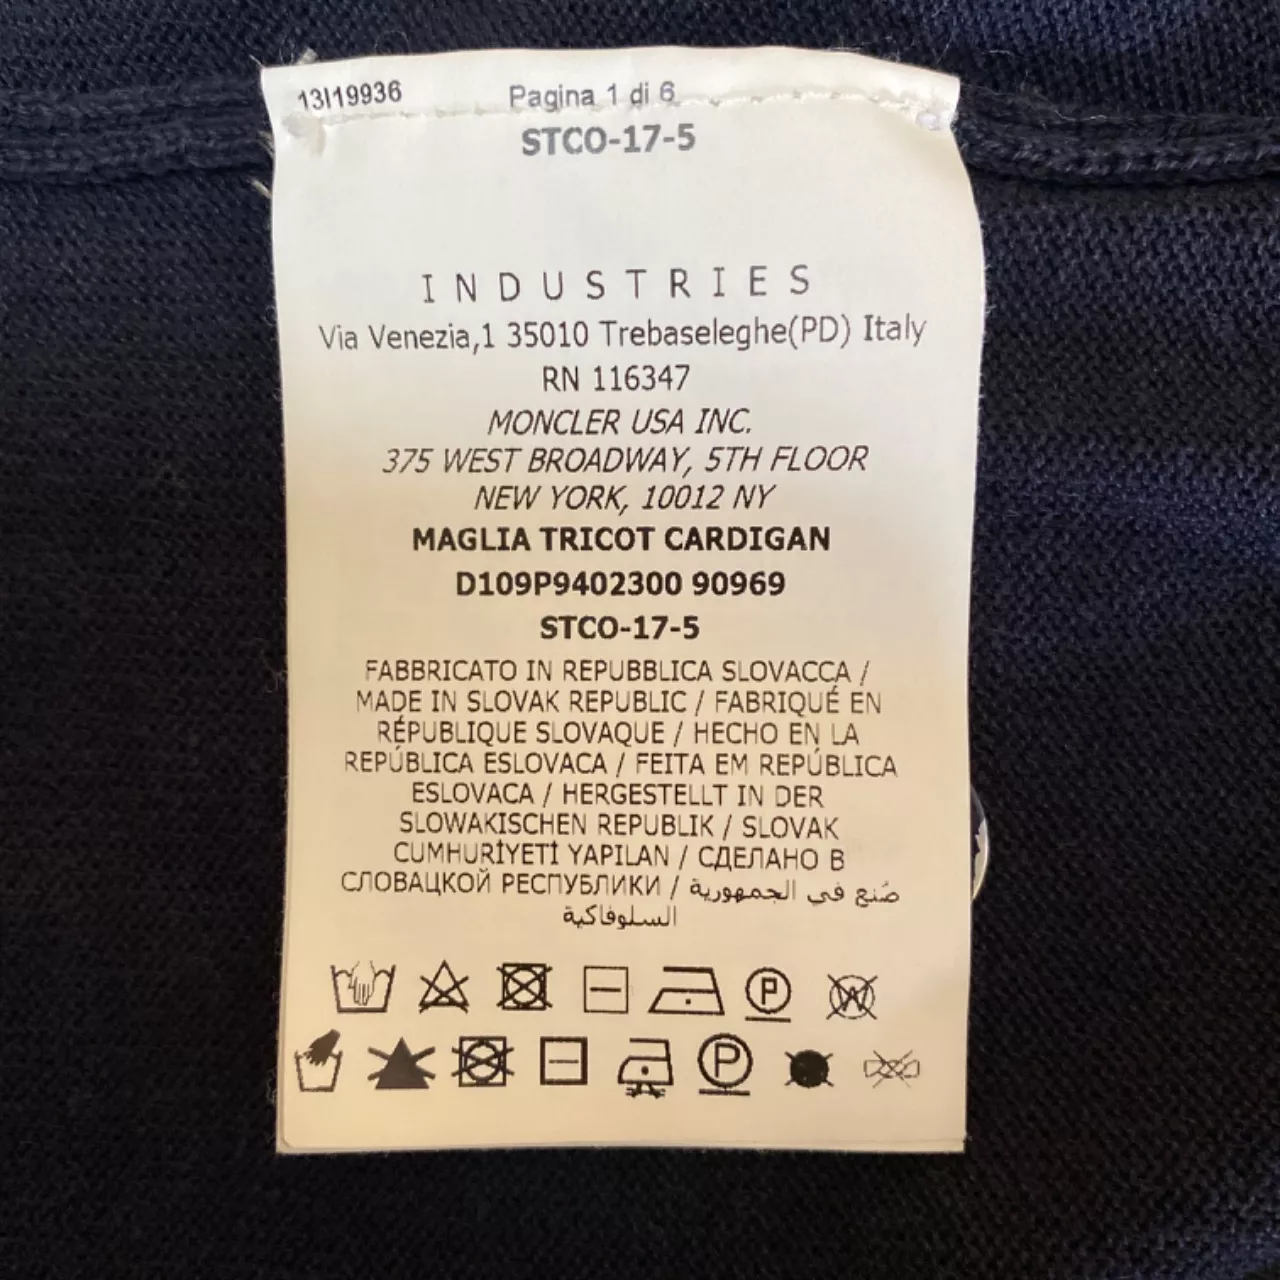 13I19936 Pagina 1 di 6
STCO-17-5
INDUSTRIES
Via Venezia,1 35010 Trebaseleghe(PD) Italy
RN 116347
MONCLER USA INC.
375 WEST BROADWAY, 5TH FLOOR
NEW YORK, 10012 NY
MAGLIA TRICOT CARDIGAN
D109P9402300 90969
STCO-17-5
FABBRICATO IN REPUBBLICA SLOVACCA /
MADE IN SLOVAK REPUBLIC / FABRIQUÉ EN
RÉPUBLIQUE SLOVAQUE / HECHO EN LA
REPÚBLICA ESLOVACA / FEITA EM REPÚBLICA
ESLOVACA / HERGESTELLT IN DER
SLOWAKISCHEN REPUBLIK / SLOVAK
CUMHURİYETİ YAPILAN / СДЕЛАНО В
СЛОВАЦКОЙ РЕСПУБЛИКИ / صُنع في الجمهورية
السلوفاكية
P W
P